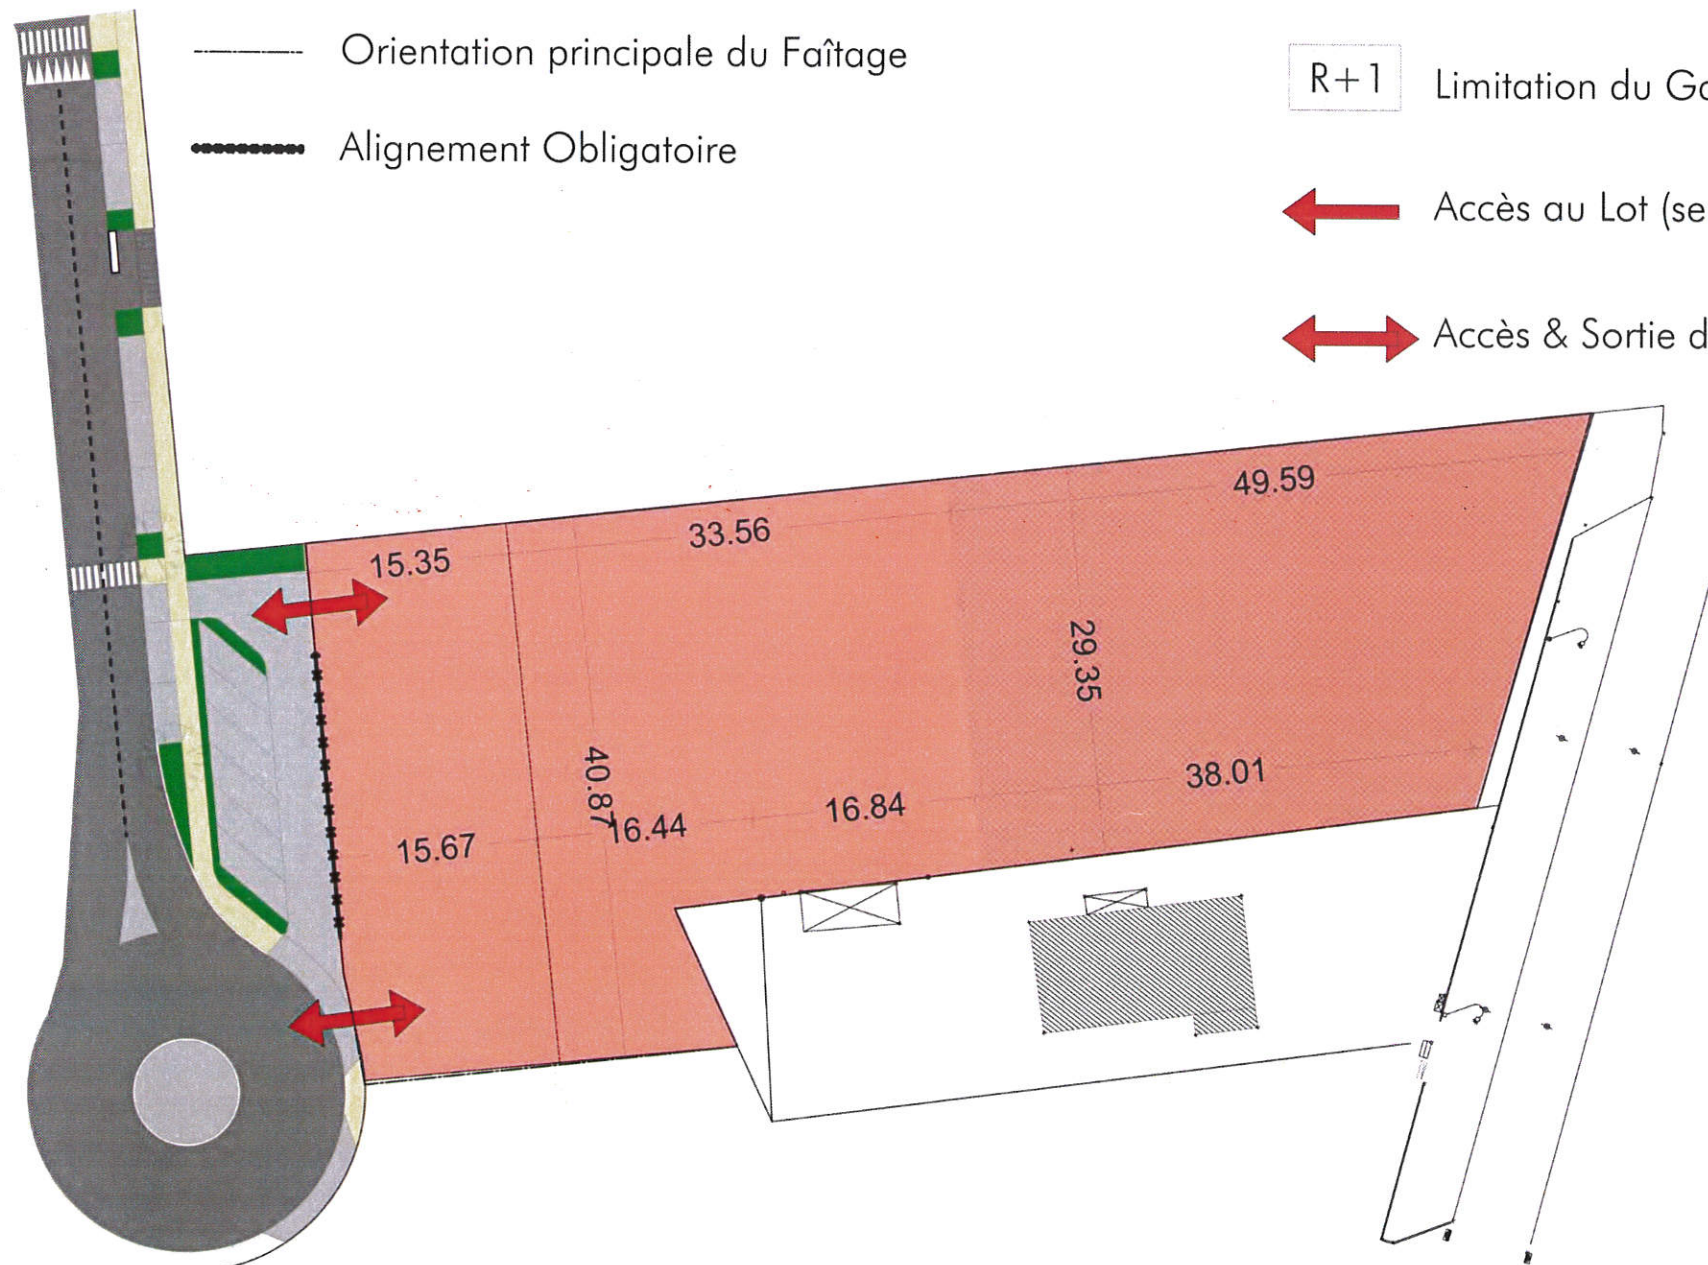 Orientation principale du Faîtage
R+1 Limitation du Ga
Alignement Obligatoire
Accès au Lot (se
Accès & Sortie d
49.59
33.56
15.35
29.35
40.87
38.01
16.84
16.44
15.67